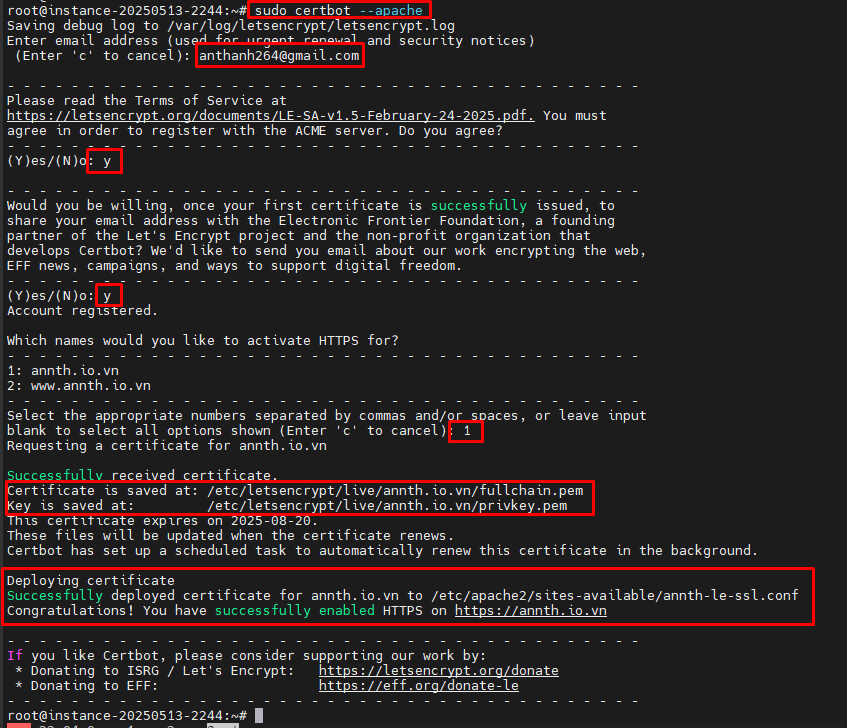 root@instance-20250513-2244:~# sudo certbot --apache
Saving debug log to /var/log/letsencrypt/letsencrypt.log
Enter email address (used for urgent renewal and security notices)
(Enter 'c' to cancel): anthanh264@gmail.com
- - - - - - - - - - - - - - - - - - - - - - - - - - - - - - - - - - - - - - - -
Please read the Terms of Service at
https://letsencrypt.org/documents/LE-SA-v1.5-February-24-2025.pdf. You must
agree in order to register with the ACME server. Do you agree?
- - - - - - - - - - - - - - - - - - - - - - - - - - - - - - - - - - - - - - - -
(Y)es/(N)o: y
- - - - - - - - - - - - - - - - - - - - - - - - - - - - - - - - - - - - - - - -
Would you be willing, once your first certificate is successfully issued, to
share your email address with the Electronic Frontier Foundation, a founding
partner of the Let's Encrypt project and the non-profit organization that
develops Certbot? We'd like to send you email about our work encrypting the web,
EFF news, campaigns, and ways to support digital freedom.
- - - - - - - - - - - - - - - - - - - - - - - - - - - - - - - - - - - - - - - -
(Y)es/(N)o: y
Account registered.
Which names would you like to activate HTTPS for?
- - - - - - - - - - - - - - - - - - - - - - - - - - - - - - - - - - - - - - - -
1: annth.io.vn
2: www.annth.io.vn
- - - - - - - - - - - - - - - - - - - - - - - - - - - - - - - - - - - - - - - -
Select the appropriate numbers separated by commas and/or spaces, or leave input
blank to select all options shown (Enter 'c' to cancel): 1
Requesting a certificate for annth.io.vn
Successfully received certificate.
Certificate is saved at: /etc/letsencrypt/live/annth.io.vn/fullchain.pem
Key is saved at: /etc/letsencrypt/live/annth.io.vn/privkey.pem
This certificate expires on 2025-08-20.
These files will be updated when the certificate renews.
Certbot has set up a scheduled task to automatically renew this certificate in the background.
Deploying certificate
Successfully deployed certificate for annth.io.vn to /etc/apache2/sites-available/annth-le-ssl.conf
Congratulations! You have successfully enabled HTTPS on https://annth.io.vn
- - - - - - - - - - - - - - - - - - - - - - - - - - - - - - - - - - - - - - - -
If you like Certbot, please consider supporting our work by:
* Donating to ISRG / Let's Encrypt: https://letsencrypt.org/donate
* Donating to EFF: https://eff.org/donate-le
- - - - - - - - - - - - - - - - - - - - - - - - - - - - - - - - - - - - - - - -
root@instance-20250513-2244:~#